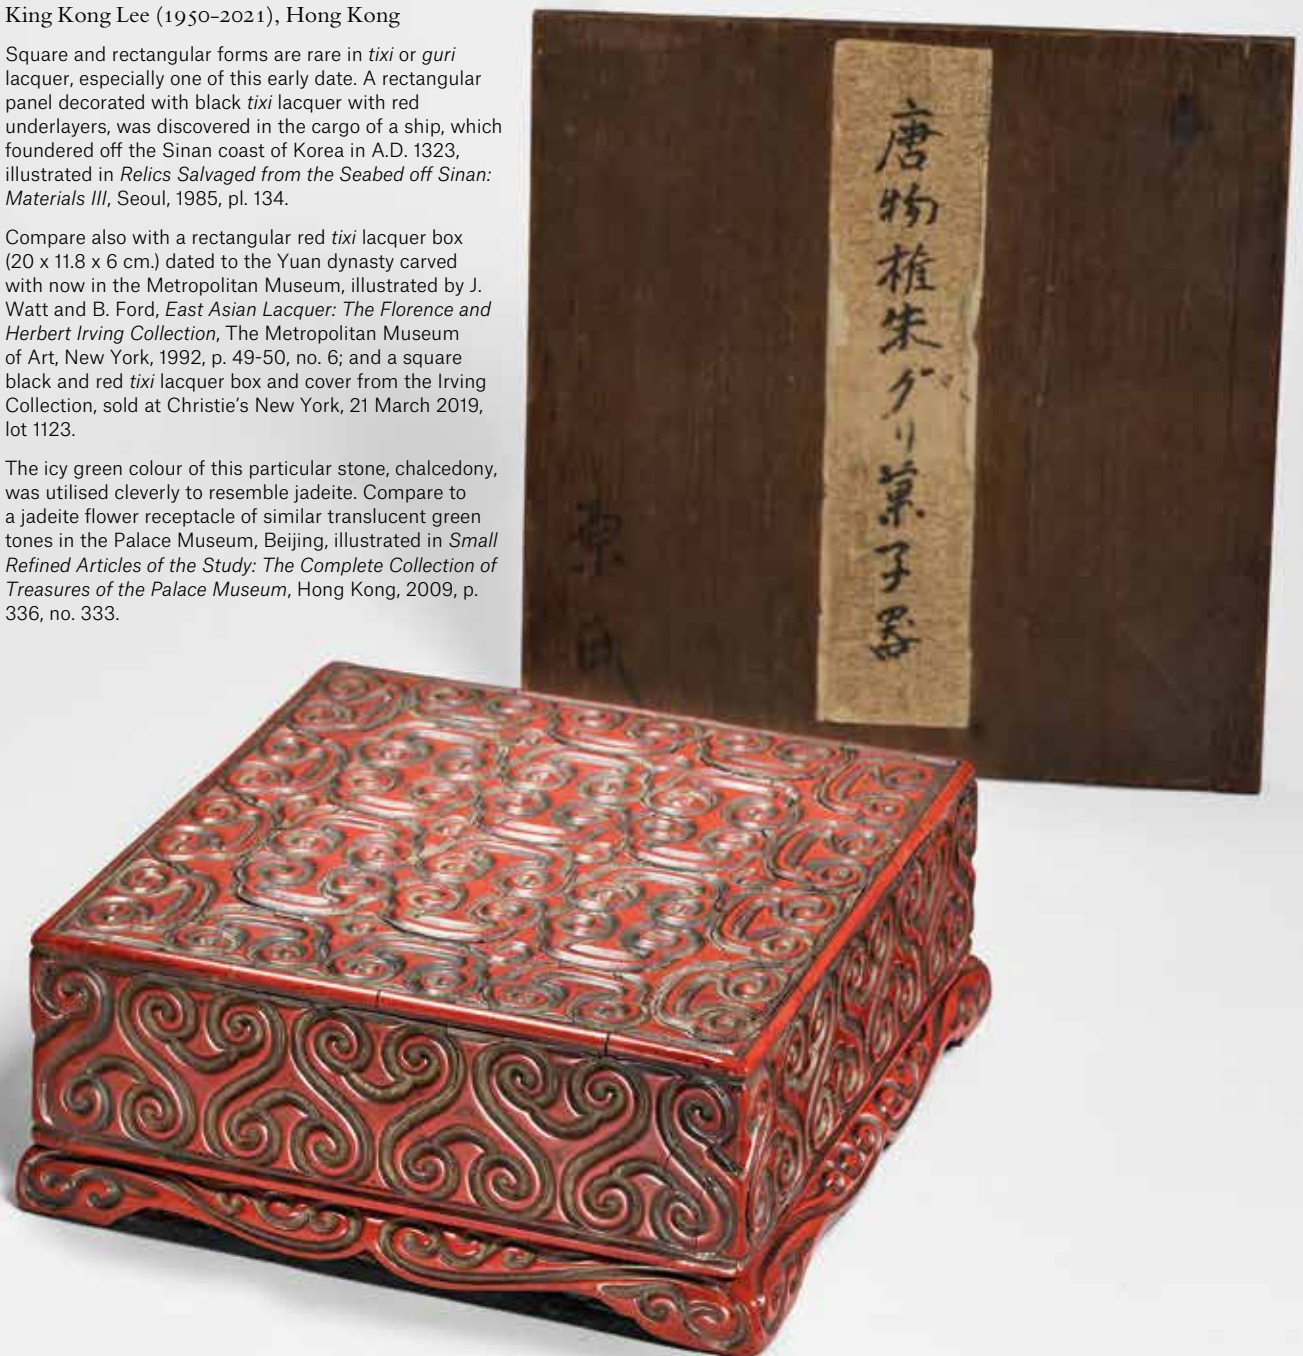 King Kong Lee (1950-2021), Hong Kong
Square and rectangular forms are rare in tixi or guri
lacquer, especially one of this early date. A rectangular
panel decorated with black tixi lacquer with red
underlayers, was discovered in the cargo of a ship, which
foundered off the Sinan coast of Korea in A.D. 1323,
illustrated in Relics Salvaged from the Seabed off Sinan:
Materials III, Seoul, 1985, pl. 134.
Compare also with a rectangular red tixi lacquer box
(20 x 11.8 x 6 cm.) dated to the Yuan dynasty carved
with now in the Metropolitan Museum, illustrated by J.
Watt and B. Ford, East Asian Lacquer: The Florence and
Herbert Irving Collection, The Metropolitan Museum
of Art, New York, 1992, p. 49-50, no. 6; and a square
black and red tixi lacquer box and cover from the Irving
Collection, sold at Christie's New York, 21 March 2019,
lot 1123.
The icy green colour of this particular stone, chalcedony,
was utilised cleverly to resemble jadeite. Compare to
a jadeite flower receptacle of similar translucent green
tones in the Palace Museum, Beijing, illustrated in Small
Refined Articles of the Study: The Complete Collection of
Treasures of the Palace Museum, Hong Kong, 2009, p.
336, no. 333.
唐物椎朱グリ菓子器